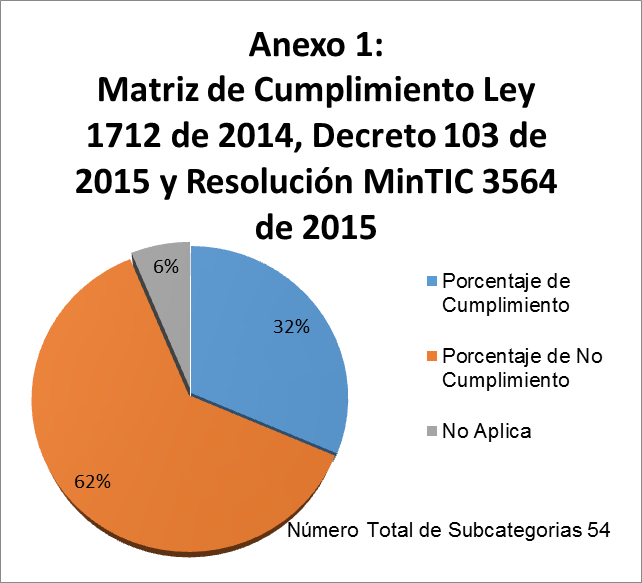 Anexo 1:
Matriz de Cumplimiento Ley
1712 de 2014, Decreto 103 de
2015 y Resolución MinTIC 3564
de 2015
6%
32%
62%
Porcentaje de
Cumplimiento
Porcentaje de No
Cumplimiento
No Aplica
Número Total de Subcategorias 54